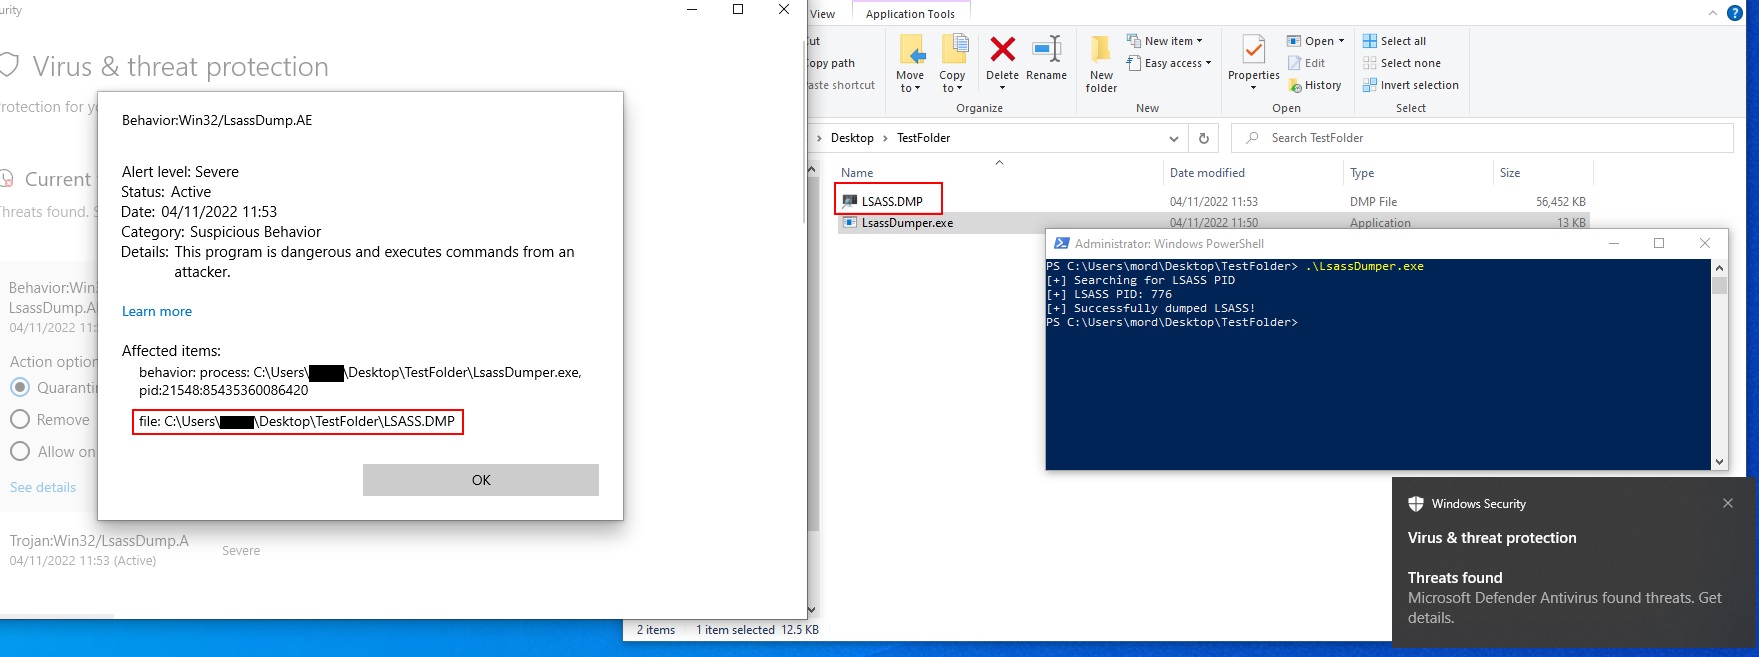 urity
Virus & threat protection
rotection for y
Current
hreats found. S
Behavior:Win
LsassDump.A
04/11/2022 11:
Action option
Quarantin
Remove
Allow on
See details
Trojan:Win32/LsassDump.A
04/11/2022 11:53 (Active)
Severe
Behavior:Win32/LsassDump.AE
Alert level: Severe
Status: Active
Date: 04/11/2022 11:53
Category: Suspicious Behavior
Details: This program is dangerous and executes commands from an
attacker.
Learn more
Affected items:
behavior: process: C:\Users\ \Desktop\TestFolder\LsassDumper.exe,
pid:21548:85435360086420
file: C:\Users\ \Desktop\TestFolder\LSASS.DMP
OK
View Application Tools
ut
opy path
aste shortcut
Move to
Copy to
Delete
Rename
Organize
New folder
New item
Easy access
New
Properties
Open
Edit
History
Open
Select all
Select none
Invert selection
Select
Desktop > TestFolder
Search TestFolder
Name Date modified Type Size
LSASS.DMP 04/11/2022 11:53 DMP File 56,452 KB
LsassDumper.exe 04/11/2022 11:50 Application 13 KB
Administrator: Windows PowerShell
PS C:\Users\mord\Desktop\TestFolder> .\LsassDumper.exe
[+] Searching for LSASS PID
[+] LSASS PID: 776
[+] Successfully dumped LSASS!
PS C:\Users\mord\Desktop\TestFolder>
2 items 1 item selected 12.5 KB
Windows Security
Virus & threat protection
Threats found
Microsoft Defender Antivirus found threats. Get
details.